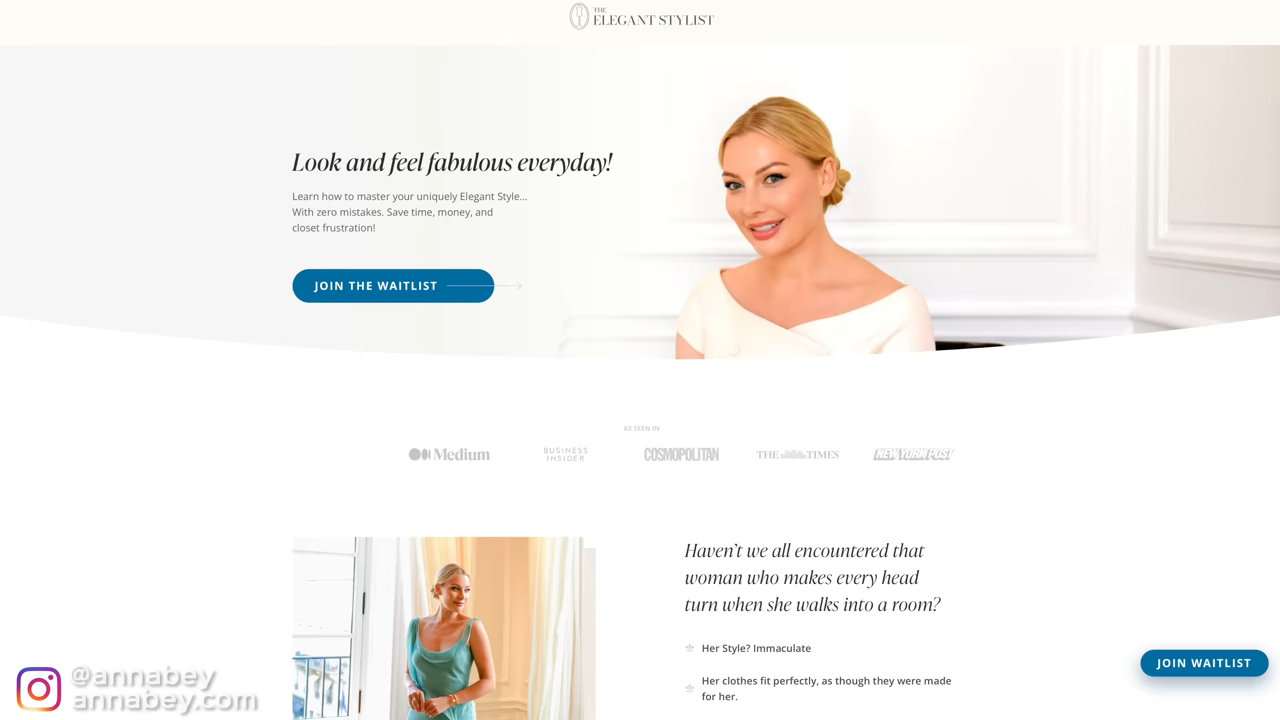 THE
ELEGANT STYLIST
Look and feel fabulous everyday!
Learn how to master your uniquely Elegant Style...
With zero mistakes. Save time, money, and
closet frustration!
JOIN THE WAITLIST
AS SEEN IN
Medium
BUSINESS
INSIDER
COSMOPOLITAN
THE TIMES
NEW YORK POST
Haven't we all encountered that
woman who makes every head
turn when she walks into a room?
Her Style? Immaculate
Her clothes fit perfectly, as though they were made
for her.
JOIN WAITLIST
@annabey
annabey.com